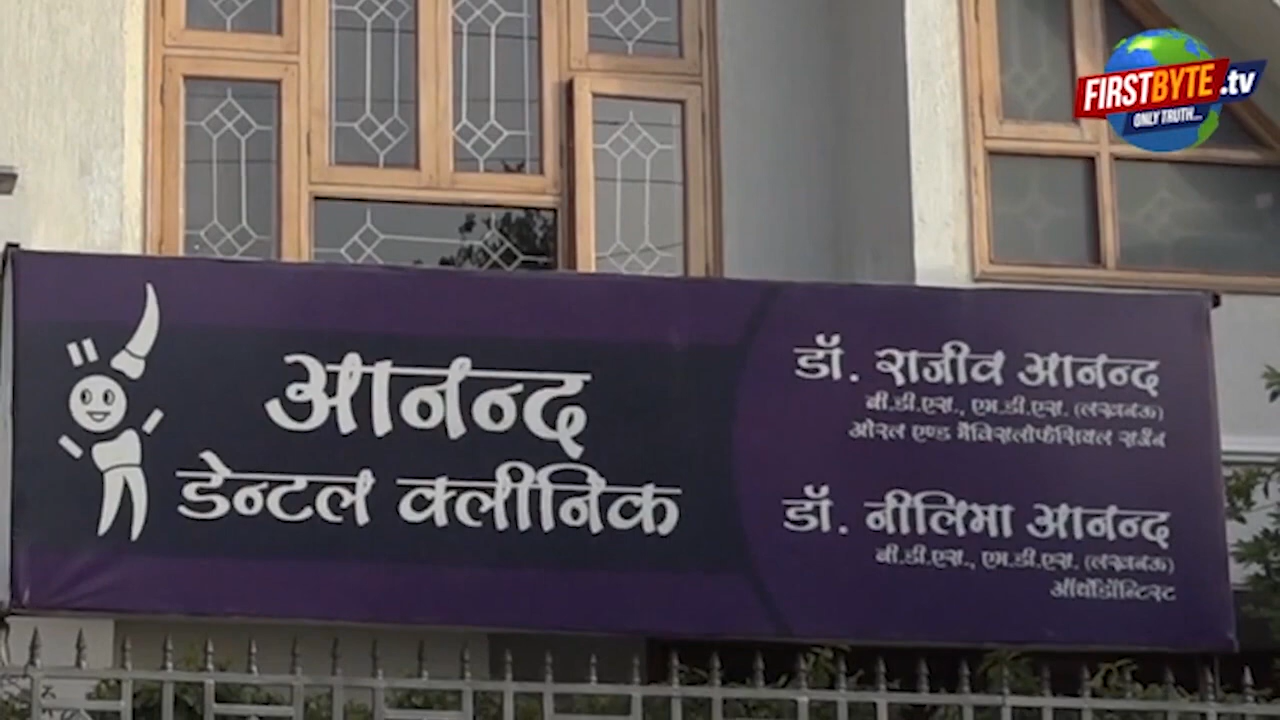 FIRSTBYTE.tv
ONLY TRUTH...
आनन्द
डेन्टल क्लीनिक
डॉ. राजीव आनन्द
बी.डी.एस., एम.डी.एस. (लखनऊ)
ओरल एण्ड मैक्सिलोफेसियल सर्जन
डॉ. नीलिमा आनन्द
बी.डी.एस., एम.डी.एस. (लखनऊ)
ऑर्थोडॉन्टिस्ट